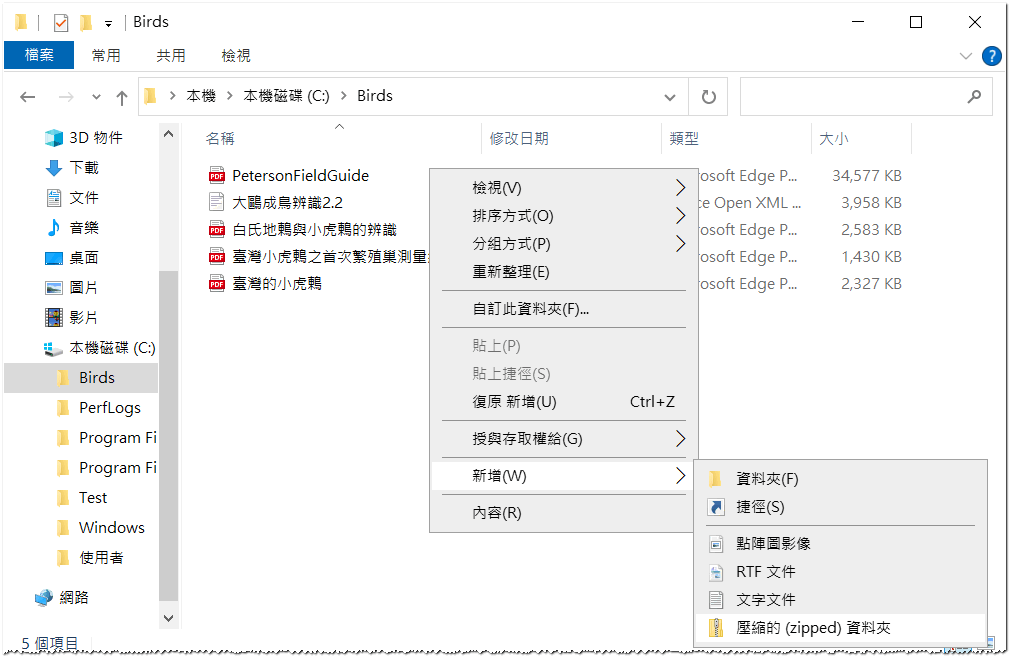 Birds
檔案 常用 共用 檢視
本機 本機磁碟 (C:) Birds
3D 物件
下載
文件
音樂
桌面
圖片
影片
本機磁碟 (C:)
Birds
PerfLogs
Program Fi
Program Fi
Test
Windows
使用者
網路
名稱 修改日期 類型 大小
PetersonFieldGuide rosoft Edge P... 34,577 KB
大鵰成鳥辨識2.2 ce Open XML ... 3,958 KB
白氏地鶇與小虎鶇的辨識 rosoft Edge P... 2,583 KB
臺灣小虎鶇之首次繁殖巢測量 rosoft Edge P... 1,430 KB
臺灣的小虎鶇 rosoft Edge P... 2,327 KB
檢視(V)
排序方式(O)
分組方式(P)
重新整理(E)
自訂此資料夾(F)...
貼上(P)
貼上捷徑(S)
復原 新增(U) Ctrl+Z
授與存取權給(G)
新增(W)
內容(R)
資料夾(F)
捷徑(S)
點陣圖影像
RTF 文件
文字文件
壓縮的 (zipped) 資料夾
5 個項目